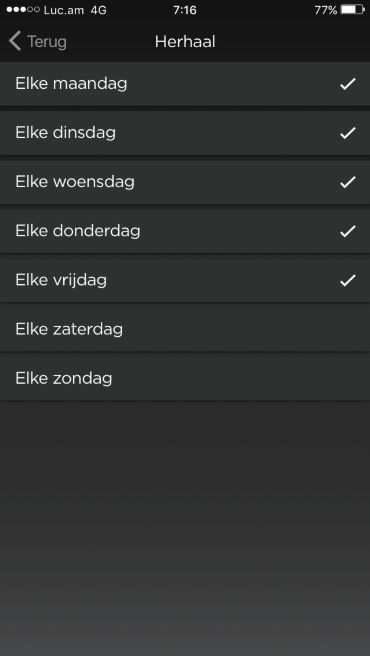 Luc.am 4G 7:16 77%
Terug Herhaal
Elke maandag
Elke dinsdag
Elke woensdag
Elke donderdag
Elke vrijdag
Elke zaterdag
Elke zondag